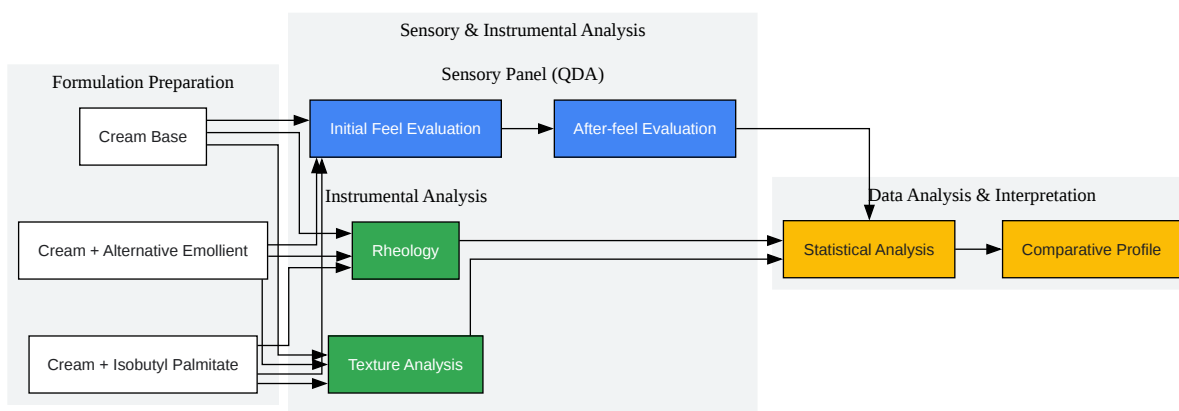 Sensory & Instrumental Analysis
Formulation Preparation
Sensory Panel (QDA)
Cream Base
Initial Feel Evaluation
After-feel Evaluation
Instrumental Analysis
Data Analysis & Interpretation
Cream + Alternative Emollient
Rheology
Statistical Analysis
Comparative Profile
Cream + Isobutyl Palmitate
Texture Analysis